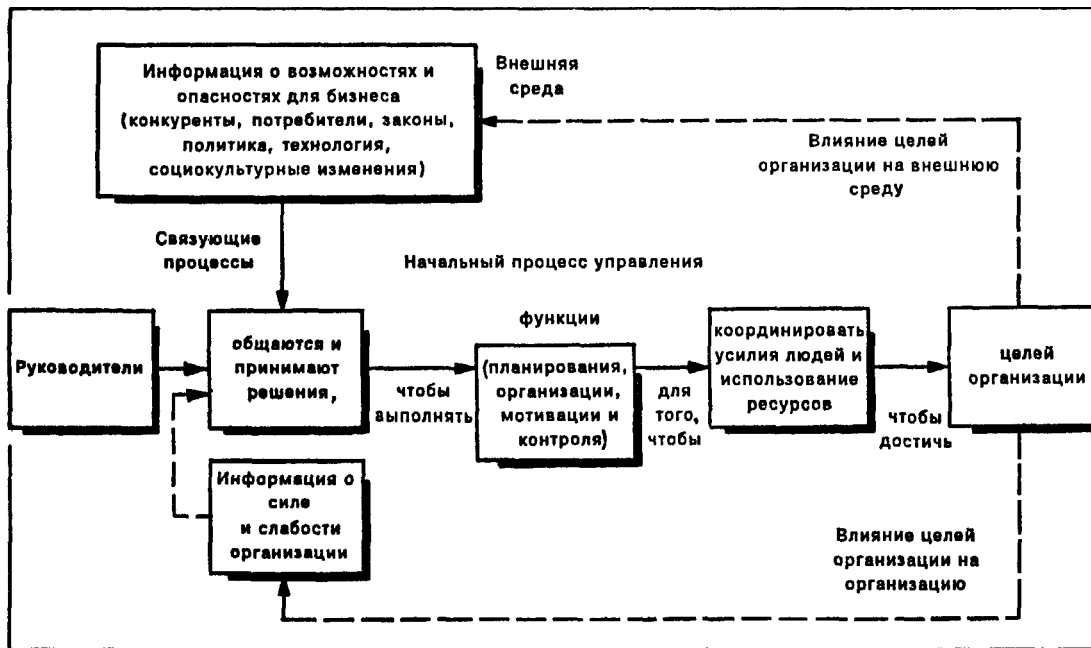 Информация о возможностях и
опасностях для бизнеса
(конкуренты, потребители, законы,
политика, технология,
социокультурные изменения)
Внешняя
среда
Влияние целей
организации на внешнюю
среду
Связующие
процессы
Начальный процесс управления
Руководители
общаются и
принимают
решения,
чтобы
выполнять
функции
(планирования,
организации,
мотивации и
контроля)
для
того,
чтобы
координировать
усилия людей и
использование
ресурсов
чтобы
достичь
целей
организации
Информация о
силе
и слабости
организации
Влияние целей
организации на
организацию